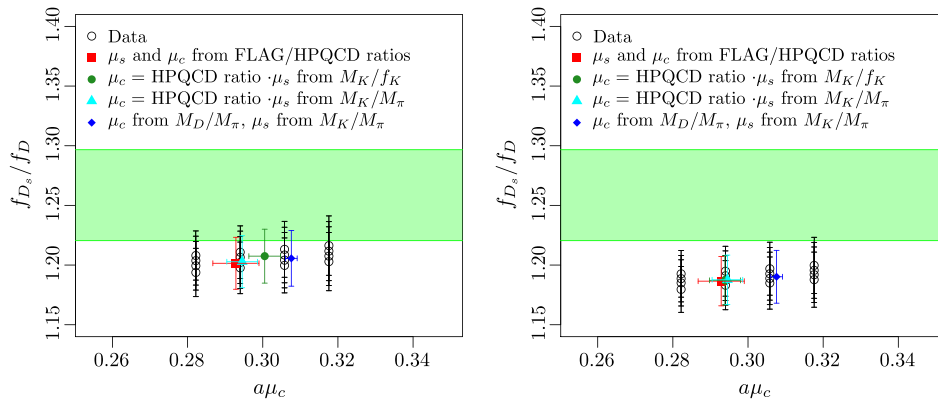 1.40
1.35
1.30
1.25
1.20
1.15
f_{D_s}/f_D
Data
μ_s and μ_c from FLAG/HPQCD ratios
μ_c = HPQCD ratio ·μ_s from M_K/f_K
μ_c = HPQCD ratio ·μ_s from M_K/M_π
μ_c from M_D/M_π, μ_s from M_K/M_π
0.26 0.28 0.30 0.32 0.34
aμ_c
1.40
1.35
1.30
1.25
1.20
1.15
f_{D_s}/f_D
Data
μ_s and μ_c from FLAG/HPQCD ratios
μ_c = HPQCD ratio ·μ_s from M_K/f_K
μ_c = HPQCD ratio ·μ_s from M_K/M_π
μ_c from M_D/M_π, μ_s from M_K/M_π
0.26 0.28 0.30 0.32 0.34
aμ_c